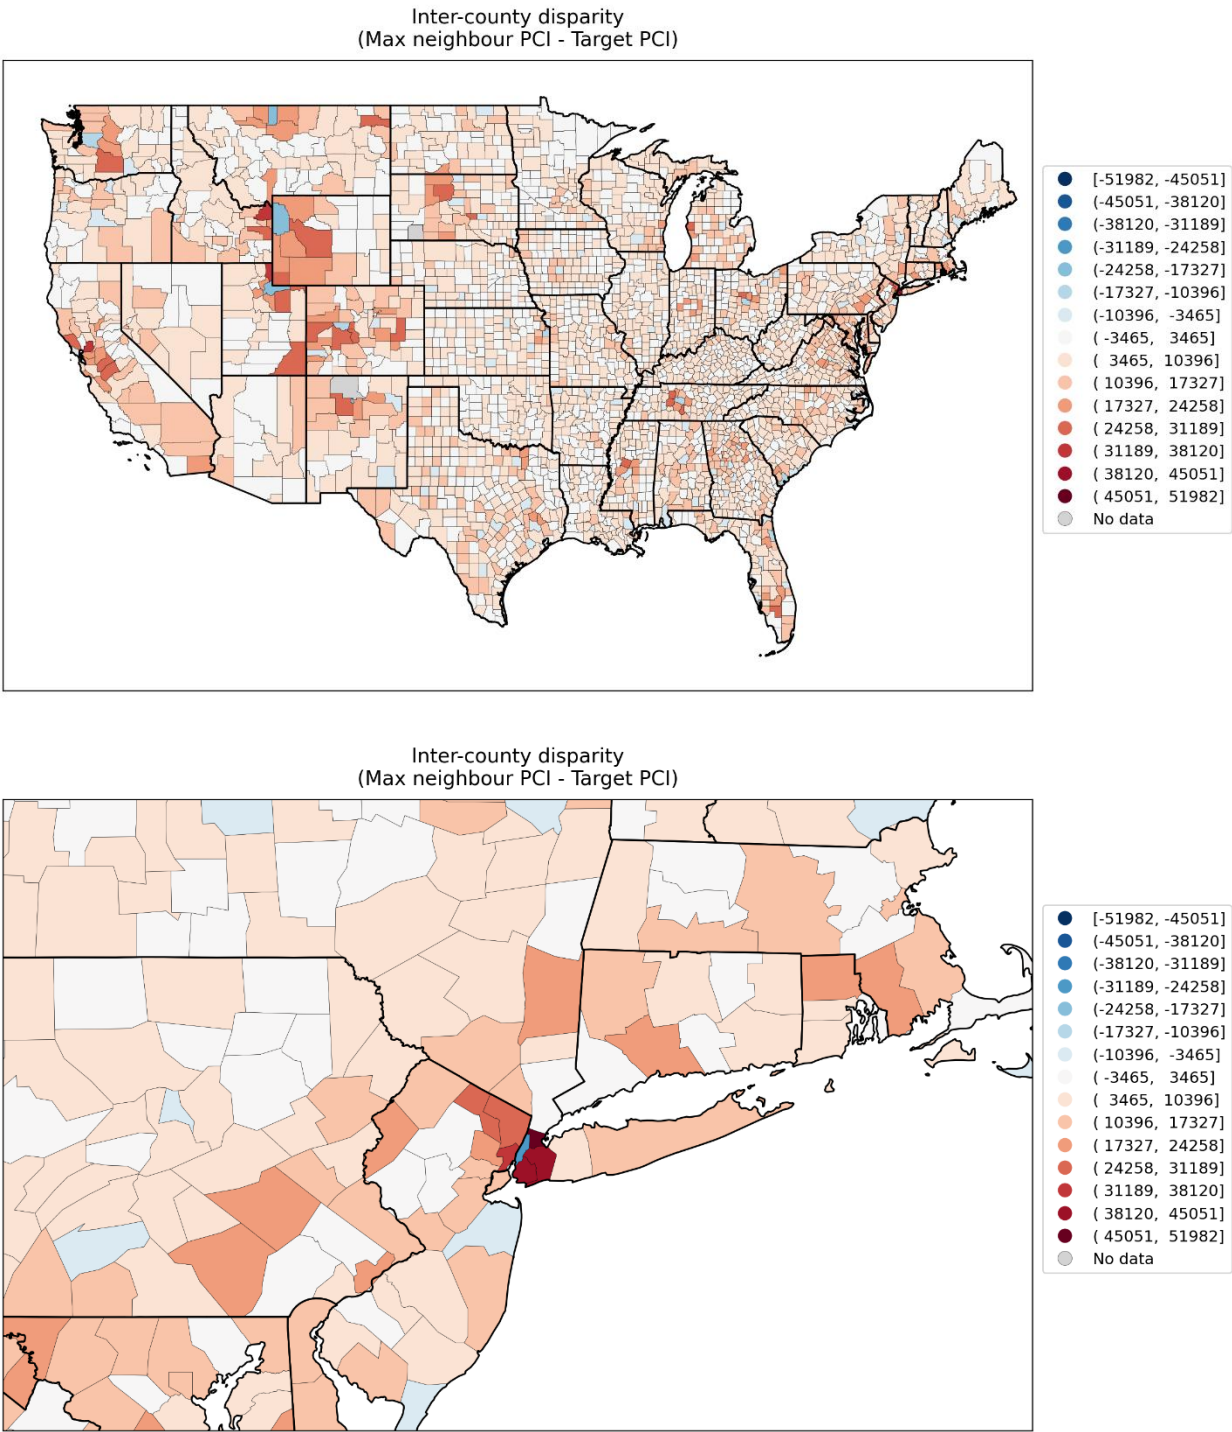 Inter-county disparity
(Max neighbour PCI - Target PCI)
[-51982, -45051]
(-45051, -38120]
(-38120, -31189]
(-31189, -24258]
(-24258, -17327]
(-17327, -10396]
(-10396, -3465]
( -3465, 3465]
( 3465, 10396]
( 10396, 17327]
( 17327, 24258]
( 24258, 31189]
( 31189, 38120]
( 38120, 45051]
( 45051, 51982]
No data
Inter-county disparity
(Max neighbour PCI - Target PCI)
[-51982, -45051]
(-45051, -38120]
(-38120, -31189]
(-31189, -24258]
(-24258, -17327]
(-17327, -10396]
(-10396, -3465]
( -3465, 3465]
( 3465, 10396]
( 10396, 17327]
( 17327, 24258]
( 24258, 31189]
( 31189, 38120]
( 38120, 45051]
( 45051, 51982]
No data